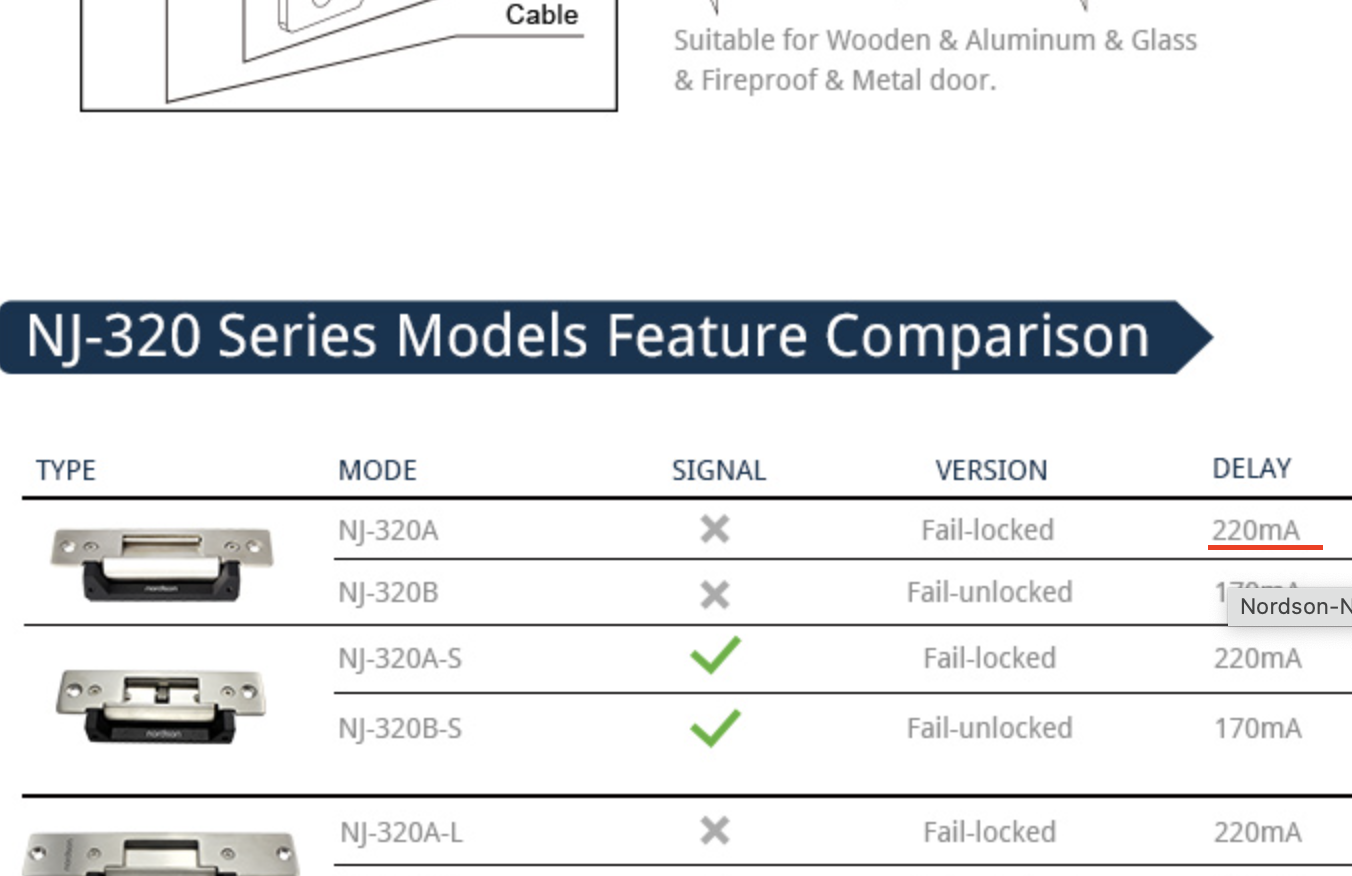 Cable
Suitable for Wooden & Aluminum & Glass
& Fireproof & Metal door.
NJ-320 Series Models Feature Comparison
TYPE MODE SIGNAL VERSION DELAY
NJ-320A Fail-locked 220mA
NJ-320B Fail-unlocked
Nordson-N
nordson
NJ-320A-S Fail-locked 220mA
NJ-320B-S Fail-unlocked 170mA
nordson
NJ-320A-L Fail-locked 220mA
nordson